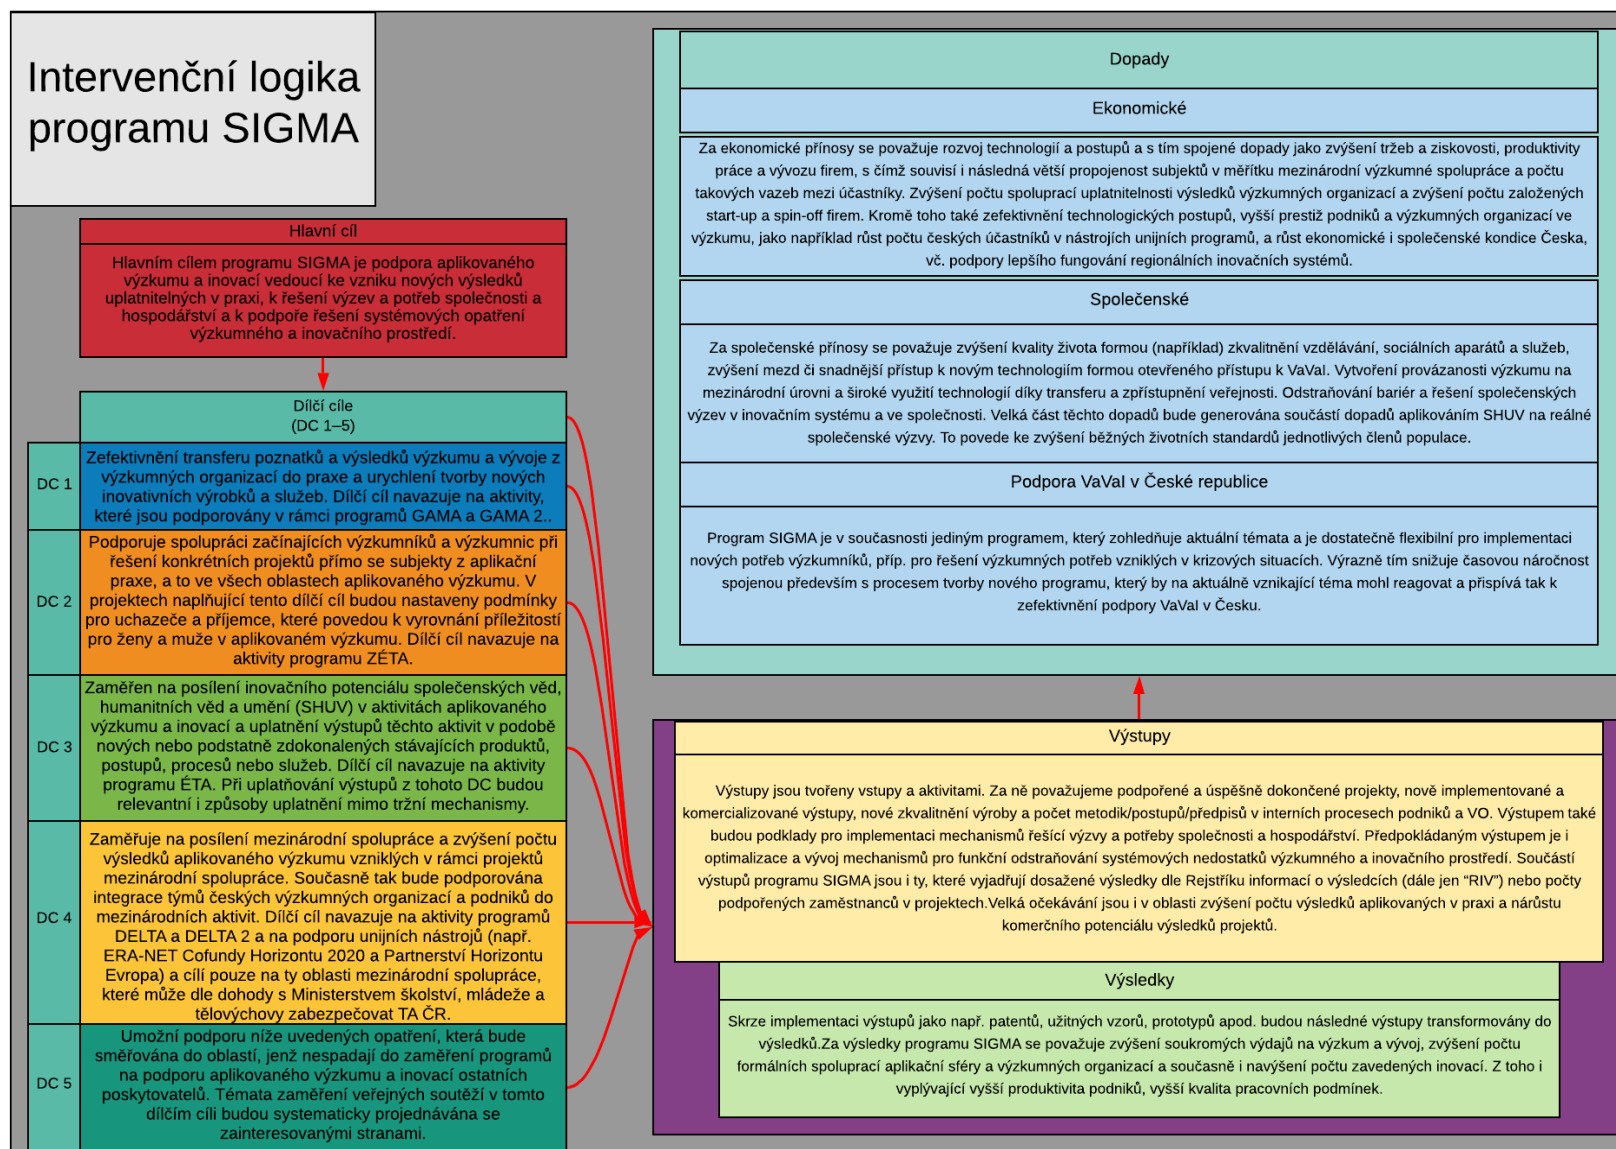 Intervenční logika
programu SIGMA
Hlavní cíl
Hlavním cílem programu SIGMA je podpora aplikovaného
výzkumu a inovací vedoucí ke vzniku nových výsledků
uplatnitelných v praxi, k řešení výzev a potřeb společnosti a
hospodářství a k podpoře řešení systémových opatření
výzkumného a inovačního prostředí.
Dílčí cíle
(DC 1–5)
DC 1
Zefektivnění transferu poznatků a výsledků výzkumu a vývoje z
výzkumných organizací do praxe a urychlení tvorby nových
inovativních výrobků a služeb. Dílčí cíl navazuje na aktivity,
které jsou podporovány v rámci programů GAMA a GAMA 2..
DC 2
Podporuje spolupráci začínajících výzkumníků a výzkumnic při
řešení konkrétních projektů přímo se subjekty z aplikační
praxe, a to ve všech oblastech aplikovaného výzkumu. V
projektech naplňující tento dílčí cíl budou nastaveny podmínky
pro uchazeče a příjemce, které povedou k vyrovnání příležitostí
pro ženy a muže v aplikovaném výzkumu. Dílčí cíl navazuje na
aktivity programu ZÉTA.
DC 3
Zaměřen na posílení inovačního potenciálu společenských věd,
humanitních věd a umění (SHUV) v aktivitách aplikovaného
výzkumu a inovací a uplatnění výstupů těchto aktivit v podobě
nových nebo podstatně zdokonalených stávajících produktů,
postupů, procesů nebo služeb. Dílčí cíl navazuje na aktivity
programu ÉTA. Při uplatňování výstupů z tohoto DC budou
relevantní i způsoby uplatnění mimo tržní mechanismy.
DC 4
Zaměřuje na posílení mezinárodní spolupráce a zvýšení počtu
výsledků aplikovaného výzkumu vzniklých v rámci projektů
mezinárodní spolupráce. Současně tak bude podporována
integrace týmů českých výzkumných organizací a podniků do
mezinárodních aktivit. Dílčí cíl navazuje na aktivity programů
DELTA a DELTA 2 a na podporu unijních nástrojů (např.
ERA-NET Cofundy Horizontu 2020 a Partnerství Horizontu
Evropa) a cílí pouze na ty oblasti mezinárodní spolupráce,
které může dle dohody s Ministerstvem školství, mládeže a
tělovýchovy zabezpečovat TA ČR.
DC 5
Umožní podporu níže uvedených opatření, která bude
směřována do oblastí, jenž nespadají do zaměření programů
na podporu aplikovaného výzkumu a inovací ostatních
poskytovatelů. Témata zaměření veřejných soutěží v tomto
dílčím cíli budou systematicky projednávána se
zainteresovanými stranami.
Dopady
Ekonomické
Za ekonomické přínosy se považuje rozvoj technologií a postupů a s tím spojené dopady jako zvýšení tržeb a ziskovosti, produktivity
práce a vývozu firem, s čímž souvisí i následná větší propojenost subjektů v měřítku mezinárodní výzkumné spolupráce a počtu
takových vazeb mezi účastníky. Zvýšení počtu spoluprací uplatnitelnosti výsledků výzkumných organizací a zvýšení počtu založených
start-up a spin-off firem. Kromě toho také zefektivnění technologických postupů, vyšší prestiž podniků a výzkumných organizací ve
výzkumu, jako například růst počtu českých účastníků v nástrojích unijních programů, a růst ekonomické i společenské kondice Česka,
vč. podpory lepšího fungování regionálních inovačních systémů.
Společenské
Za společenské přínosy se považuje zvýšení kvality života formou (například) zkvalitnění vzdělávání, sociálních aparátů a služeb,
zvýšení mezd či snadnější přístup k novým technologiím formou otevřeného přístupu k VaVaI. Vytvoření provázanosti výzkumu na
mezinárodní úrovni a široké využití technologií díky transferu a zpřístupnění veřejnosti. Odstraňování bariér a řešení společenských
výzev v inovačním systému a ve společnosti. Velká část těchto dopadů bude generována součástí dopadů aplikováním SHUV na reálné
společenské výzvy. To povede ke zvýšení běžných životních standardů jednotlivých členů populace.
Podpora VaVaI v České republice
Program SIGMA je v současnosti jediným programem, který zohledňuje aktuální témata a je dostatečně flexibilní pro implementaci
nových potřeb výzkumníků, příp. pro řešení výzkumných potřeb vzniklých v krizových situacích. Výrazně tím snižuje časovou náročnost
spojenou především s procesem tvorby nového programu, který by na aktuálně vznikající téma mohl reagovat a přispívá tak k
zefektivnění podpory VaVaI v Česku.
Výstupy
Výstupy jsou tvořeny vstupy a aktivitami. Za ně považujeme podpořené a úspěšně dokončené projekty, nově implementované a
komercializované výstupy, nové zkvalitnění výroby a počet metodik/postupů/předpisů v interních procesech podniků a VO. Výstupem také
budou podklady pro implementaci mechanismů řešící výzvy a potřeby společnosti a hospodářství. Předpokládaným výstupem je i
optimalizace a vývoj mechanismů pro funkční odstraňování systémových nedostatků výzkumného a inovačního prostředí. Součástí
výstupů programu SIGMA jsou i ty, které vyjadřují dosažené výsledky dle Rejstříku informací o výsledcích (dále jen “RIV”) nebo počty
podpořených zaměstnanců v projektech.Velká očekávání jsou i v oblasti zvýšení počtu výsledků aplikovaných v praxi a nárůstu
komerčního potenciálu výsledků projektů.
Výsledky
Skrze implementaci výstupů jako např. patentů, užitných vzorů, prototypů apod. budou následné výstupy transformovány do
výsledků.Za výsledky programu SIGMA se považuje zvýšení soukromých výdajů na výzkum a vývoj, zvýšení počtu
formálních spoluprací aplikační sféry a výzkumných organizací a současně i navýšení počtu zavedených inovací. Z toho i
vyplývající vyšší produktivita podniků, vyšší kvalita pracovních podmínek.